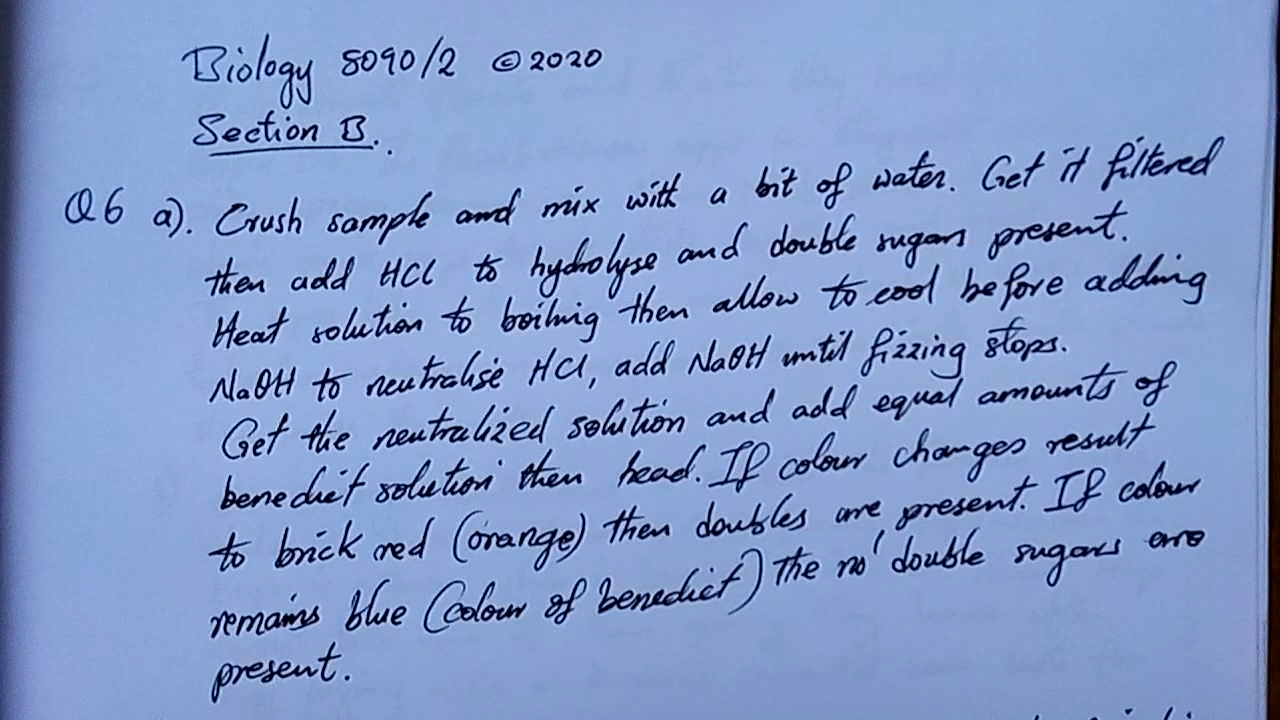 Biology 5090/2 © 2020
Section B.
Q6 a). Crush sample and mix with a bit of water. Get it filtered
then add HCl to hydrolyse and double sugars present.
Heat solution to boiling then allow to cool before adding
NaOH to neutralise HCl, add NaOH until fizzing stops.
Get the neutralized solution and add equal amounts of
benedict solution then head. If colour changes result
to brick red (orange) then doubles are present. If colour
remains blue (colour of benedict) the no double sugars are
present.